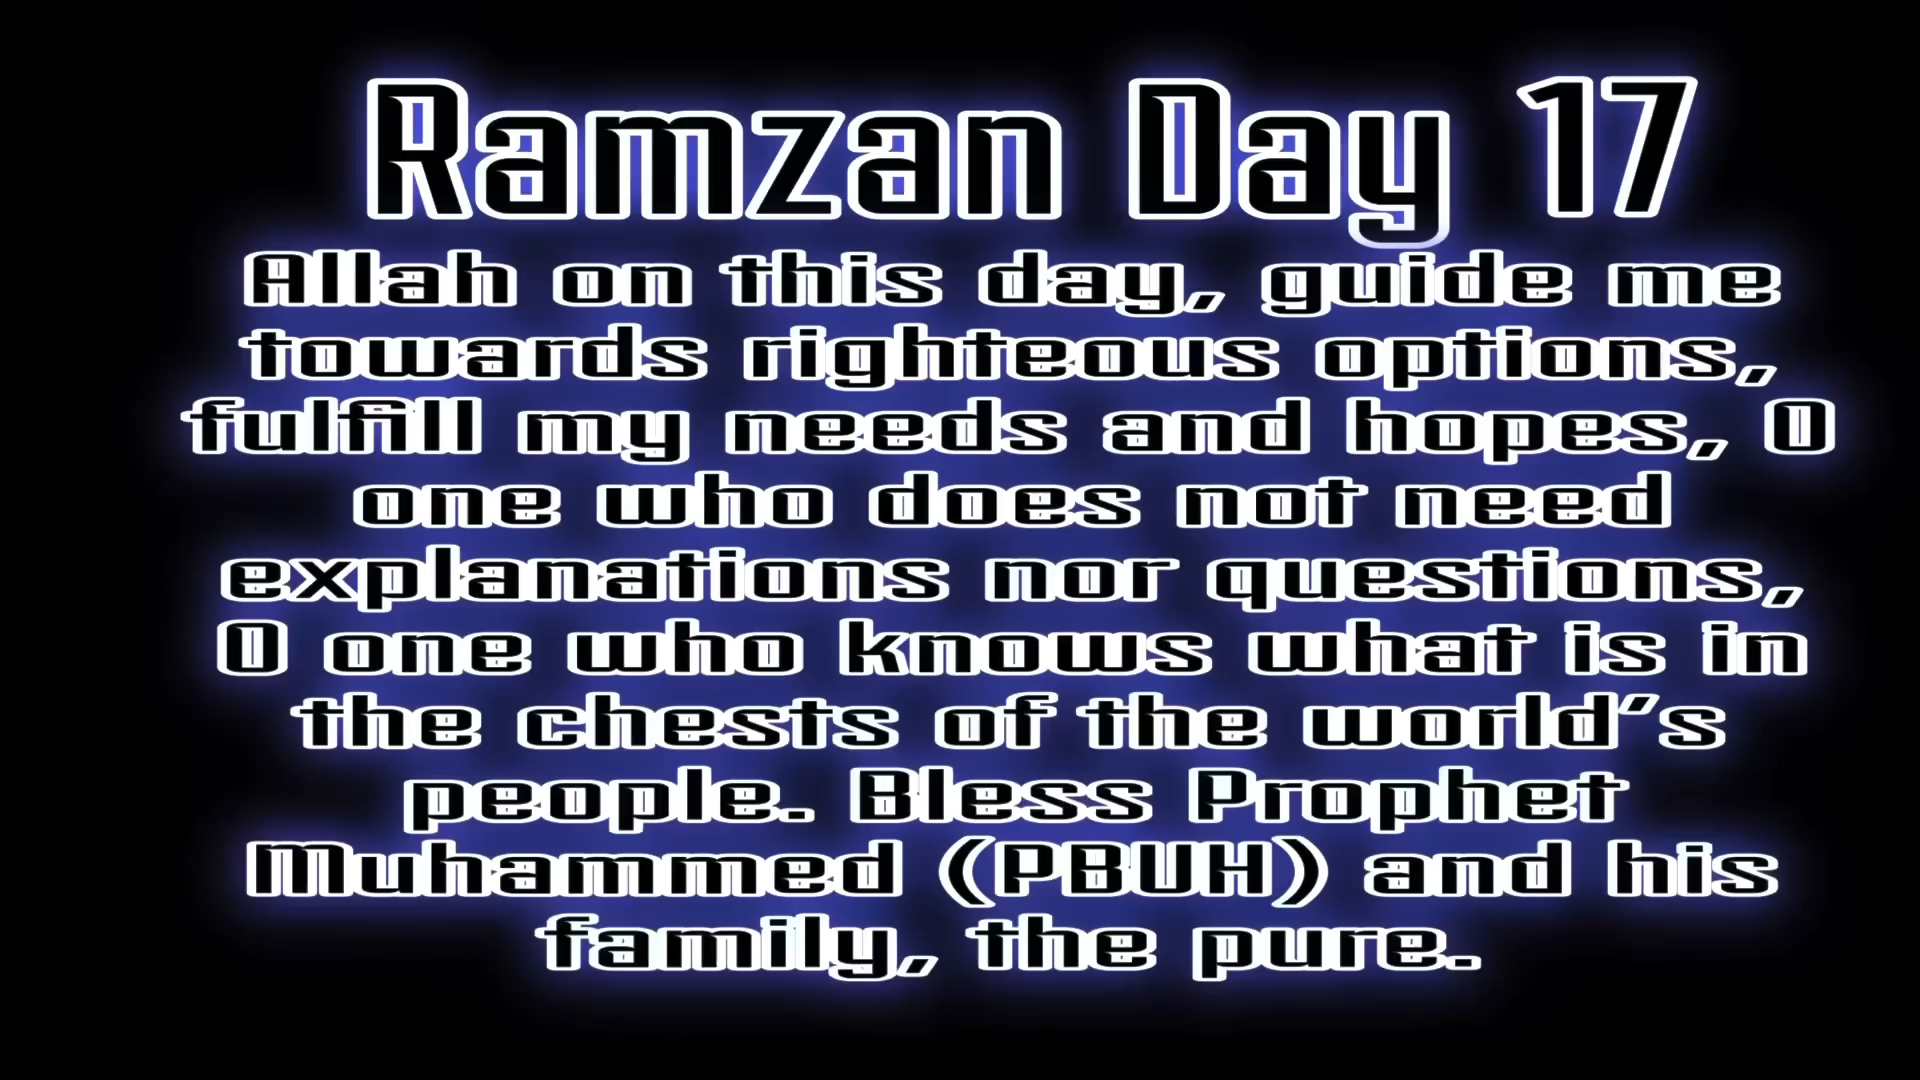 Ramzan Day 17
Allah on this day, guide me
towards righteous options,
fulfill my needs and hopes, O
one who does not need
explanations nor questions,
O one who knows what is in
the chests of the world's
people. Bless Prophet
Muhammed (PBUH) and his
family, the pure.